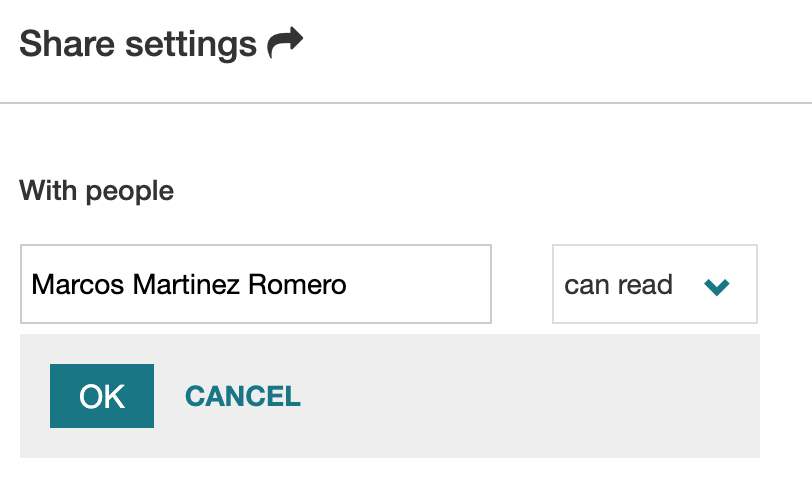 Share settings
With people
Marcos Martinez Romero
can read
OK
CANCEL